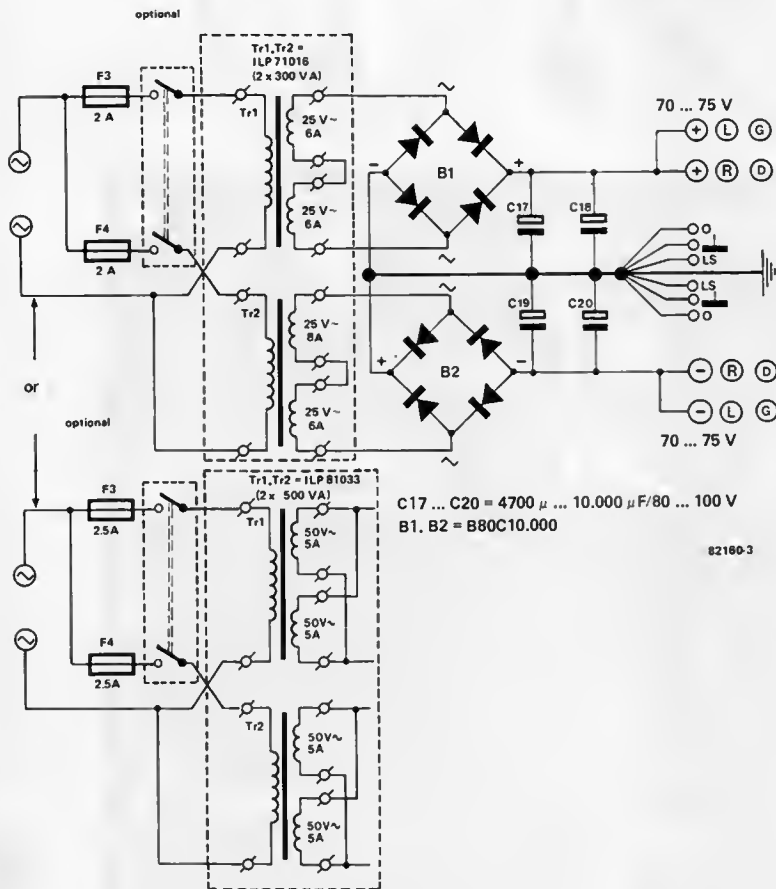 optional
F3
2 A
F4
2 A
Tr1, Tr2 =
ILP 71016
(2 x 300 VA)
Tr1
25 V~
6A
25 V~
6A
Tr2
25 V~
8A
25 V~
6A
~
B1
-
+
~
~
B2
+
-
~
C17
C18
C19
C20
70 ... 75 V
+ L G
+ R D
O
LS
LS
O
- R D
- L G
70 ... 75 V
or
optional
F3
2.5A
F4
2.5A
Tr1, Tr2 = ILP 81033
(2 x 500 VA)
Tr1
50V~
5A
50V~
5A
Tr2
50V~
5A
50V~
5A
C17 ... C20 = 4700 µ ... 10.000 µF/80 ... 100 V
B1, B2 = B80C10.000
82160-3